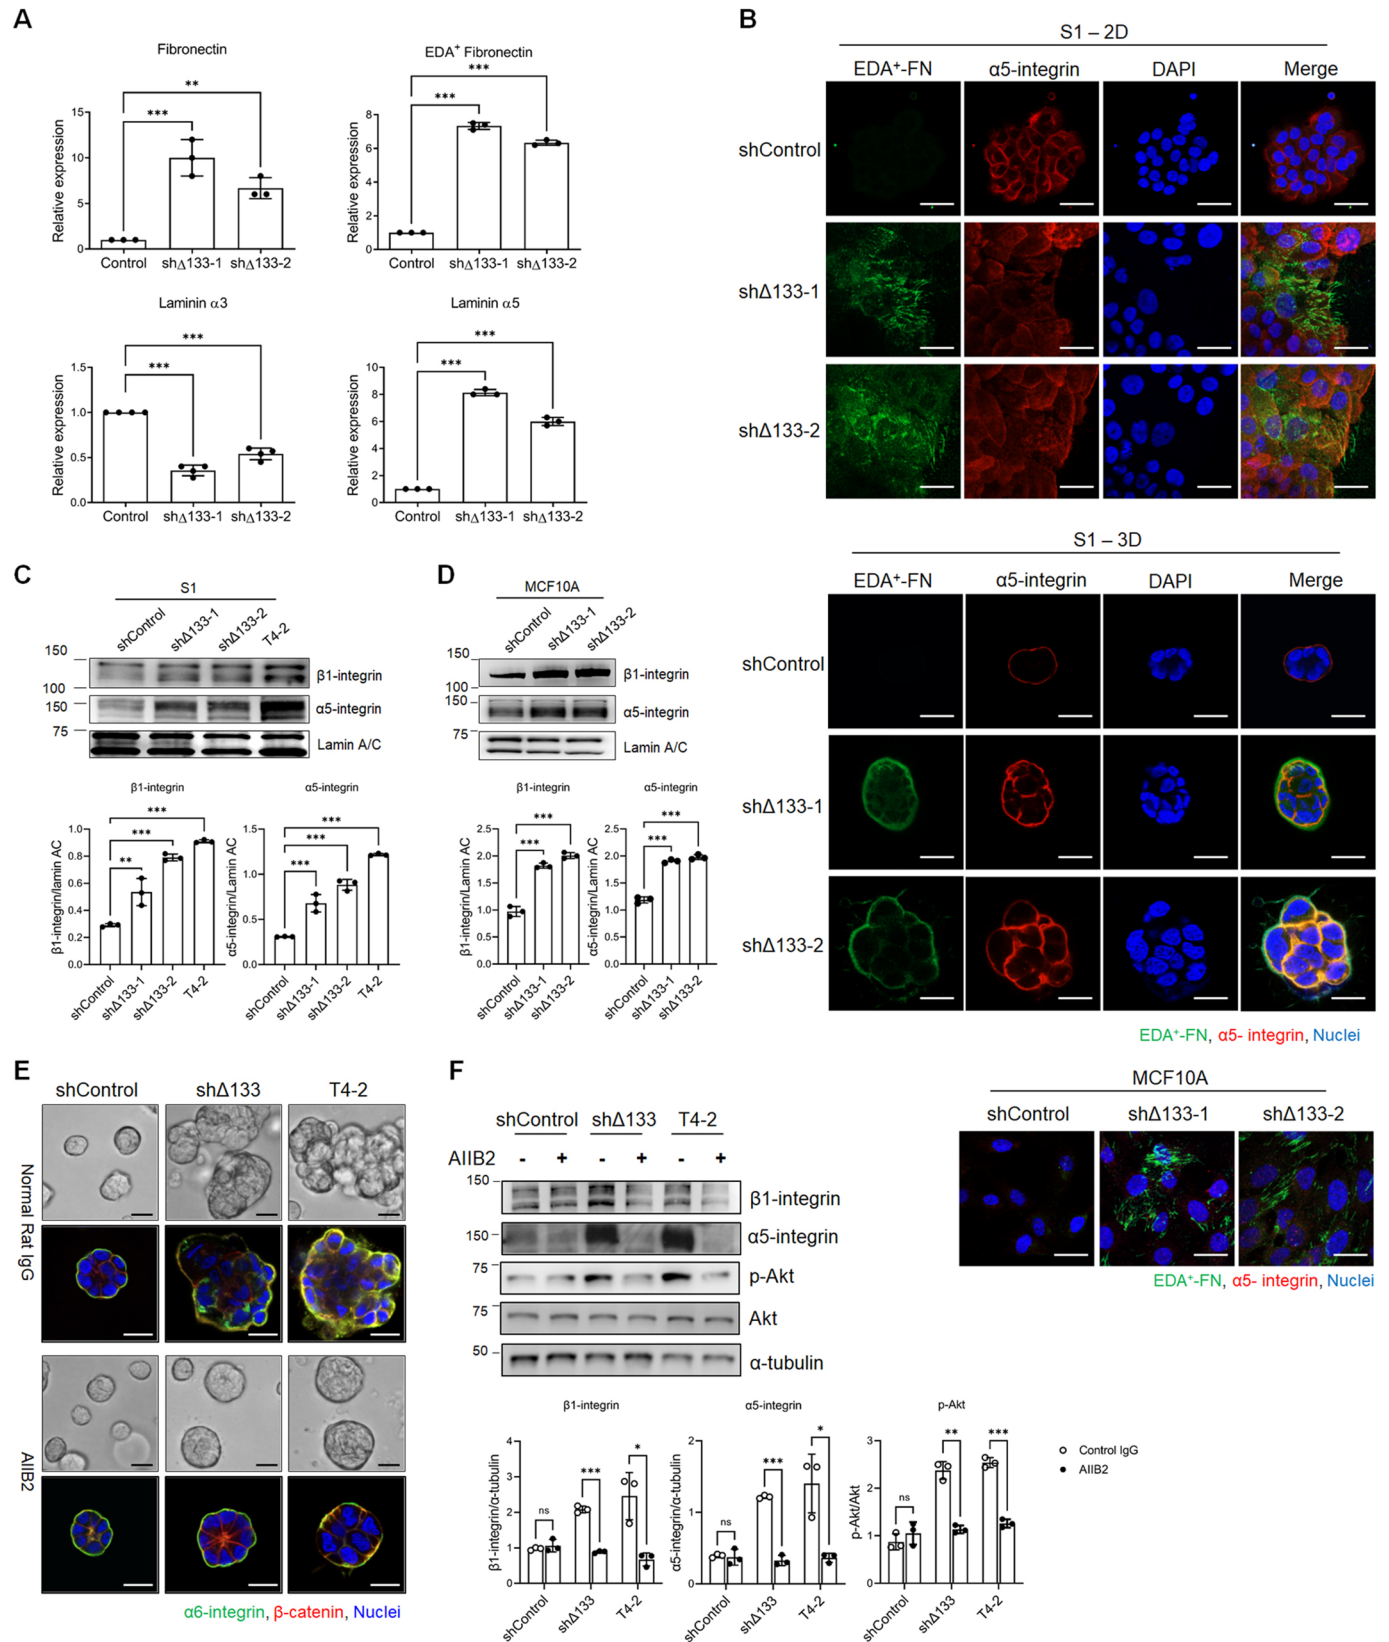 A
Fibronectin
**
***
Relative expression
15
10
5
0
Control shΔ133-1 shΔ133-2
EDA+ Fibronectin
***
***
Relative expression
8
6
4
2
0
Control shΔ133-1 shΔ133-2
Laminin α3
***
***
Relative expression
1.5
1.0
0.5
0
Control shΔ133-1 shΔ133-2
Laminin α5
***
***
Relative expression
10
8
6
4
2
0
Control shΔ133-1 shΔ133-2
B
S1 – 2D
EDA+-FN α5-integrin DAPI Merge
shControl
shΔ133-1
shΔ133-2
S1 – 3D
EDA+-FN α5-integrin DAPI Merge
shControl
shΔ133-1
shΔ133-2
EDA+-FN, α5- integrin, Nuclei
MCF10A
shControl shΔ133-1 shΔ133-2
EDA+-FN, α5- integrin, Nuclei
C
S1
shControl shΔ133-1 shΔ133-2 T4-2
150
100
β1-integrin
150
α5-integrin
75
Lamin A/C
β1-integrin
***
***
**
β1-integrin/lamin AC
1.0
0.8
0.6
0.4
0.2
0.0
shControl shΔ133-1 shΔ133-2 T4-2
α5-integrin
***
***
***
α5-integrin/Lamin AC
1.5
1.0
0.5
0.0
shControl shΔ133-1 shΔ133-2 T4-2
D
MCF10A
shControl shΔ133-1 shΔ133-2
150
100
β1-integrin
150
α5-integrin
75
Lamin A/C
β1-integrin
***
***
β1-integrin/Lamin AC
2.5
2.0
1.5
1.0
0.5
0.0
shControl shΔ133-1 shΔ133-2
α5-integrin
***
***
α5-integrin/Lamin AC
2.5
2.0
1.5
1.0
0.5
0.0
shControl shΔ133-1 shΔ133-2
E
shControl shΔ133 T4-2
Normal Rat IgG
AIIB2
α6-integrin, β-catenin, Nuclei
F
shControl shΔ133 T4-2
AIIB2 - + - + - +
150
β1-integrin
150
α5-integrin
75
p-Akt
75
Akt
50
α-tubulin
β1-integrin
ns
***
*
β1-integrin/α-tubulin
4
3
2
1
0
shControl shΔ133 T4-2
α5-integrin
ns
***
*
α5-integrin/α-tubulin
2
1
0
shControl shΔ133 T4-2
p-Akt
ns
**
***
p-Akt/Akt
3
2
1
0
shControl shΔ133 T4-2
Control IgG
AIIB2